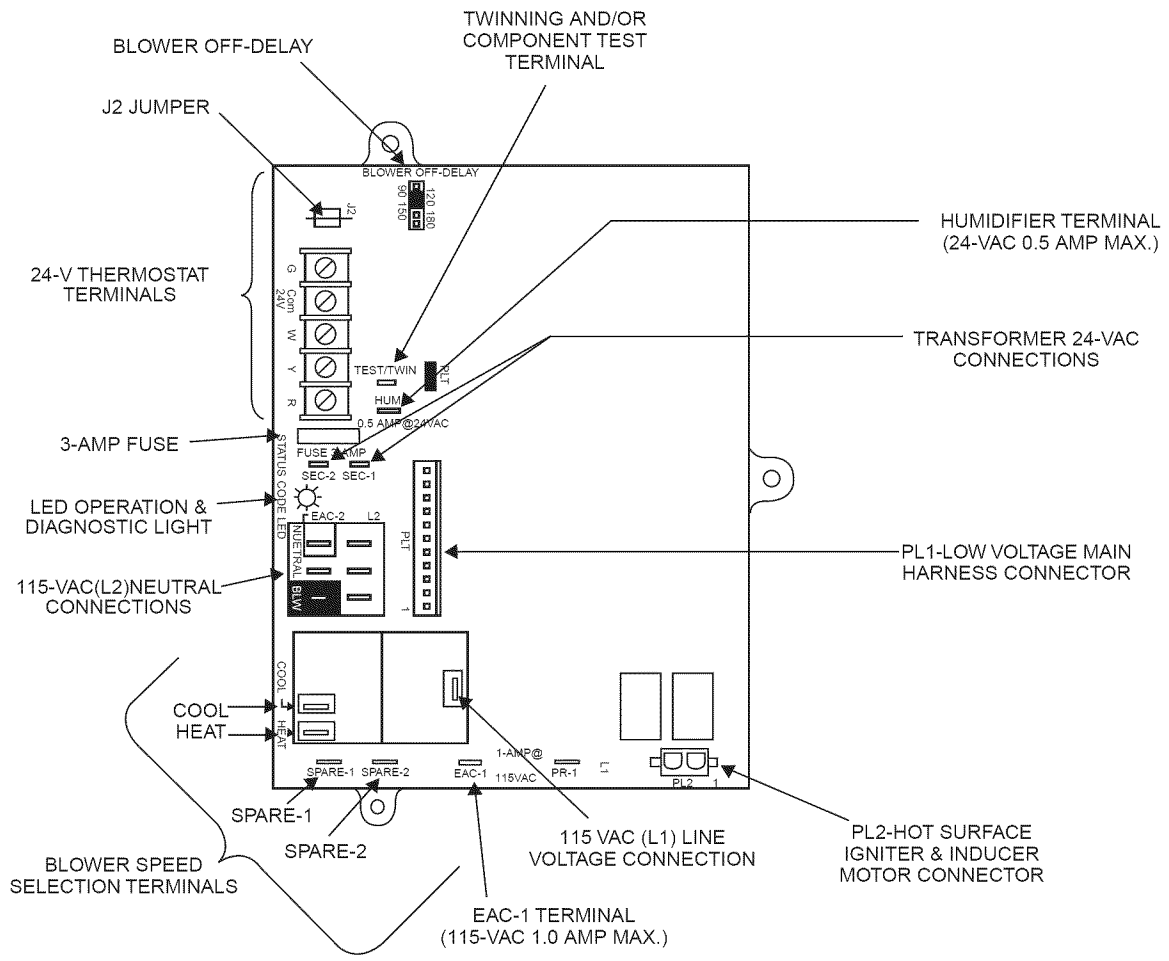 TWINNING AND/OR
COMPONENT TEST
TERMINAL
BLOWER OFF-DELAY
J2 JUMPER
BLOWER OFF-DELAY
90 150
120 180
J2
HUMIDIFIER TERMINAL
(24-VAC 0.5 AMP MAX.)
24-V THERMOSTAT
TERMINALS
G
Com
24V
W
Y
R
TRANSFORMER 24-VAC
CONNECTIONS
TEST/TWIN
PLT
HUM
0.5 AMP@24VAC
3-AMP FUSE
FUSE 3-AMP
SEC-2 SEC-1
STATUS CODE LED
LED OPERATION &
DIAGNOSTIC LIGHT
EAC-2 L2
NUETRAL
BLW
PLT
1
PL1-LOW VOLTAGE MAIN
HARNESS CONNECTOR
115-VAC(L2)NEUTRAL
CONNECTIONS
COOL
HEAT
COOL
HEAT
SPARE-1 SPARE-2
EAC-1
1-AMP@
115VAC
PR-1
L1
PL2 1
SPARE-1
SPARE-2
BLOWER SPEED
SELECTION TERMINALS
115 VAC (L1) LINE
VOLTAGE CONNECTION
PL2-HOT SURFACE
IGNITER & INDUCER
MOTOR CONNECTOR
EAC-1 TERMINAL
(115-VAC 1.0 AMP MAX.)